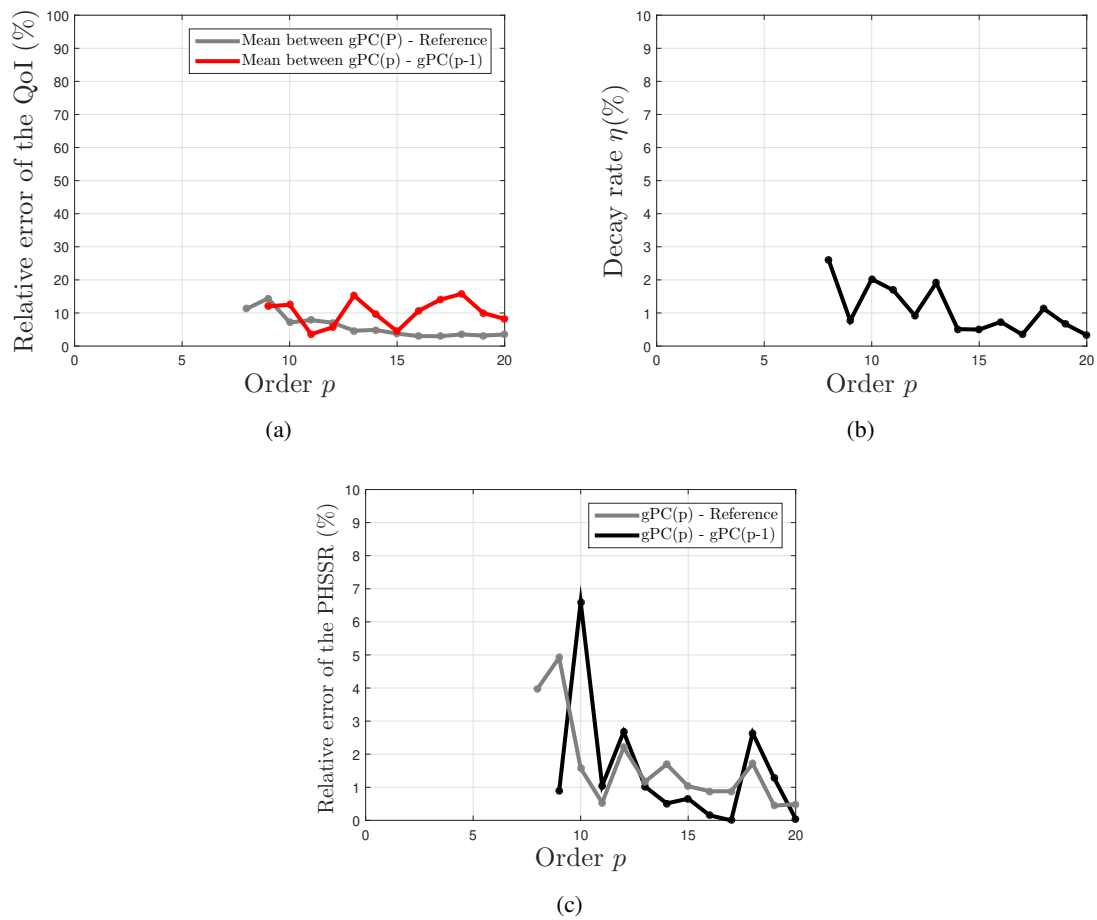 Relative error of the QoI (%)
100
90
80
70
60
50
40
30
20
10
0
Mean between gPC(P) - Reference
Mean between gPC(p) - gPC(p-1)
0 5 10 15 20
Order p
(a)
Decay rate η(%)
10
9
8
7
6
5
4
3
2
1
0
0 5 10 15 20
Order p
(b)
Relative error of the PHSSR (%)
10
9
8
7
6
5
4
3
2
1
0
gPC(p) - Reference
gPC(p) - gPC(p-1)
0 5 10 15 20
Order p
(c)